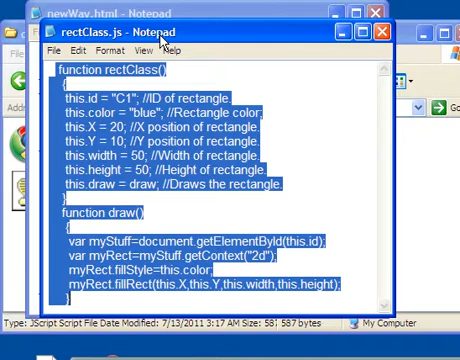 newWay.html - Notepad
rectClass.js - Notepad
File Edit Format View Help
function rectClass()
{
this.id = "C1"; //ID of rectangle.
this.color = "blue"; //Rectangle color;
this.X = 20; //X position of rectangle.
this.Y = 10; //Y position of rectangle.
this.width = 50; //Width of rectangle.
this.height = 50; //Height of rectangle.
this.draw = draw; //Draws the rectangle.
}
function draw()
{
var myStuff=document.getElementById(this.id);
var myRect=myStuff.getContext("2d");
myRect.fillStyle=this.color;
myRect.fillRect(this.X,this.Y,this.width,this.height);
}
Go
Type: JScript Script File Date Modified: 7/13/2011 3:17 AM Size: 587 587 bytes My Computer